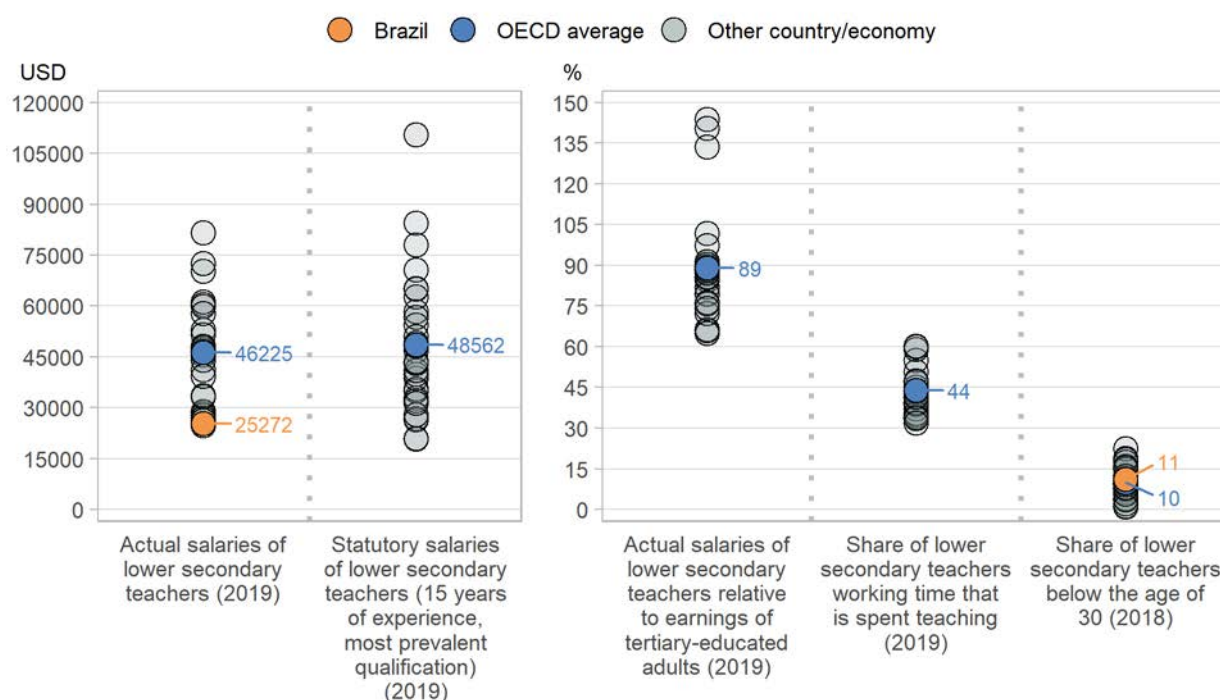 Brazil OECD average Other country/economy
USD
120000
105000
90000
75000
60000
45000
30000
15000
0
46225
25272
48562
Actual salaries of
lower secondary
teachers (2019)
Statutory salaries
of lower secondary
teachers (15 years
of experience,
most prevalent
qualification)
(2019)
%
150
135
120
105
90
75
60
45
30
15
0
89
44
11
10
Actual salaries of
lower secondary
teachers relative
to earnings of
tertiary-educated
adults (2019)
Share of lower
secondary teachers
working time that
is spent teaching
(2019)
Share of lower
secondary teachers
below the age of
30 (2018)